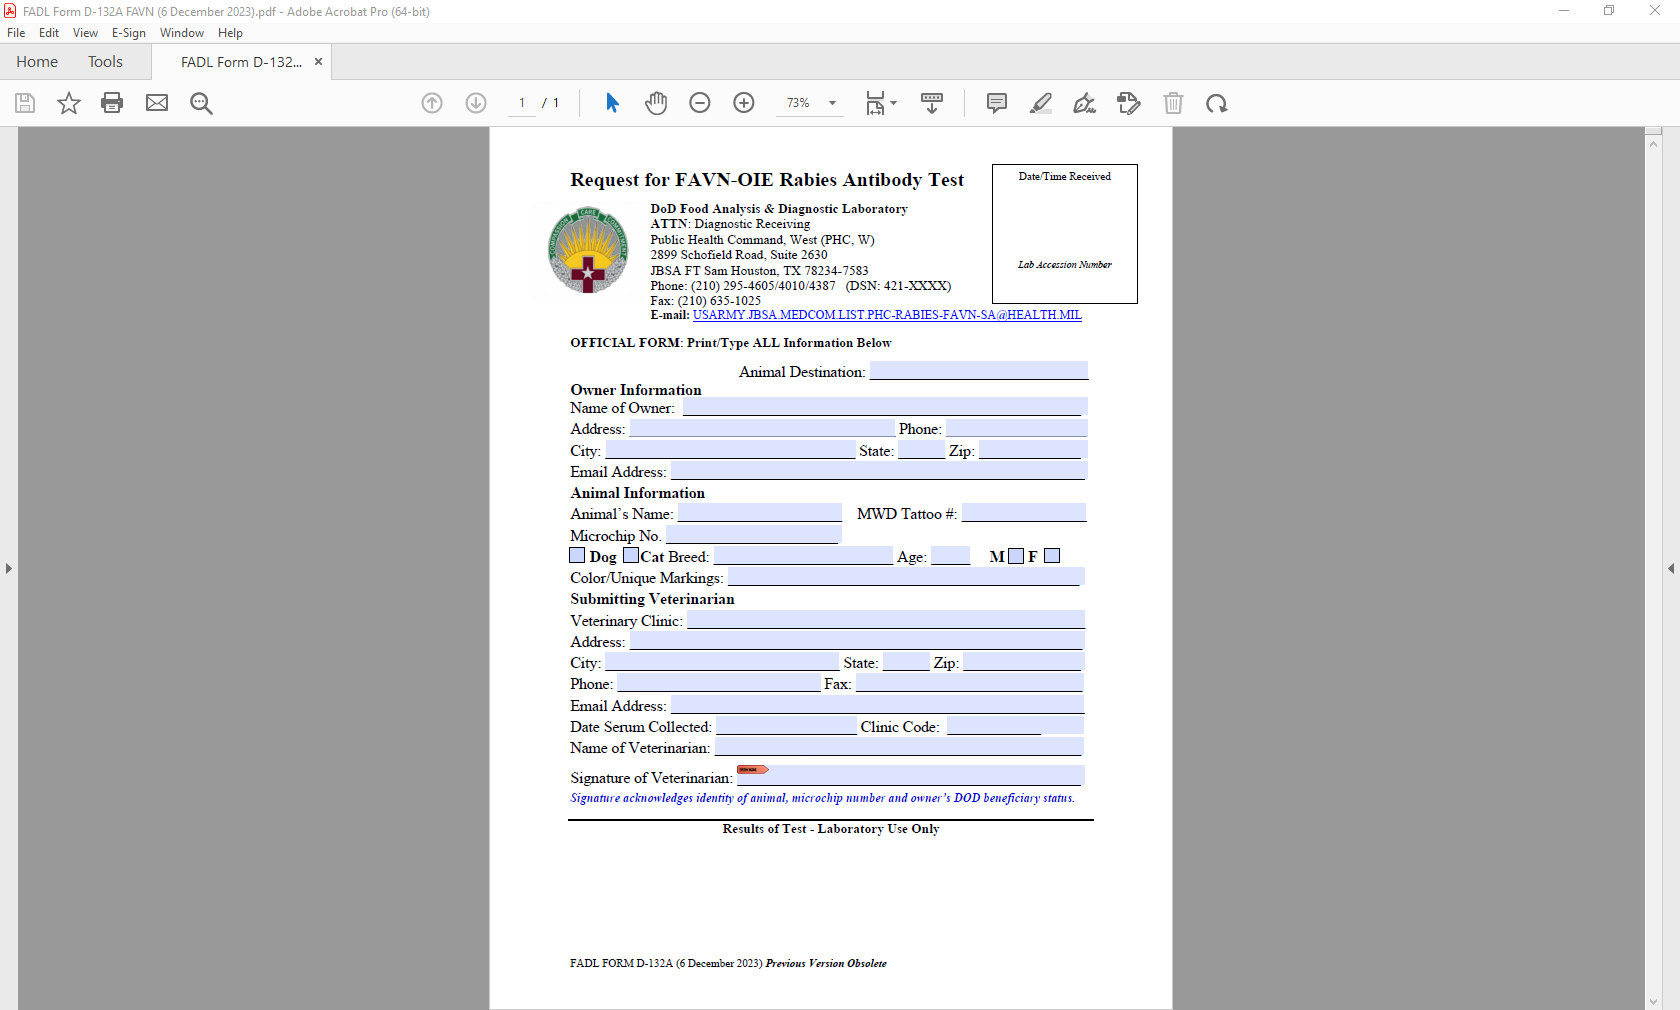 FADL Form D-132A FAVN (6 December 2023).pdf - Adobe Acrobat Pro (64-bit)
File Edit View E-Sign Window Help
Home Tools FADL Form D-132...
1 / 1 73%
Request for FAVN-OIE Rabies Antibody Test
Date/Time Received
Lab Accession Number
COMPASSION CARE COMMITMENT
DoD Food Analysis & Diagnostic Laboratory
ATTN: Diagnostic Receiving
Public Health Command, West (PHC, W)
2899 Schofield Road, Suite 2630
JBSA FT Sam Houston, TX 78234-7583
Phone: (210) 295-4605/4010/4387 (DSN: 421-XXXX)
Fax: (210) 635-1025
E-mail: USARMY.JBSA.MEDCOM.LIST.PHC-RABIES-FAVN-SA@HEALTH.MIL
OFFICIAL FORM: Print/Type ALL Information Below
Animal Destination:
Owner Information
Name of Owner:
Address: Phone:
City: State: Zip:
Email Address:
Animal Information
Animal's Name: MWD Tattoo #:
Microchip No.
Dog Cat Breed: Age: M F
Color/Unique Markings:
Submitting Veterinarian
Veterinary Clinic:
Address:
City: State: Zip:
Phone: Fax:
Email Address:
Date Serum Collected: Clinic Code:
Name of Veterinarian:
Signature of Veterinarian:
Signature acknowledges identity of animal, microchip number and owner's DOD beneficiary status.
Results of Test - Laboratory Use Only
FADL FORM D-132A (6 December 2023) Previous Version Obsolete